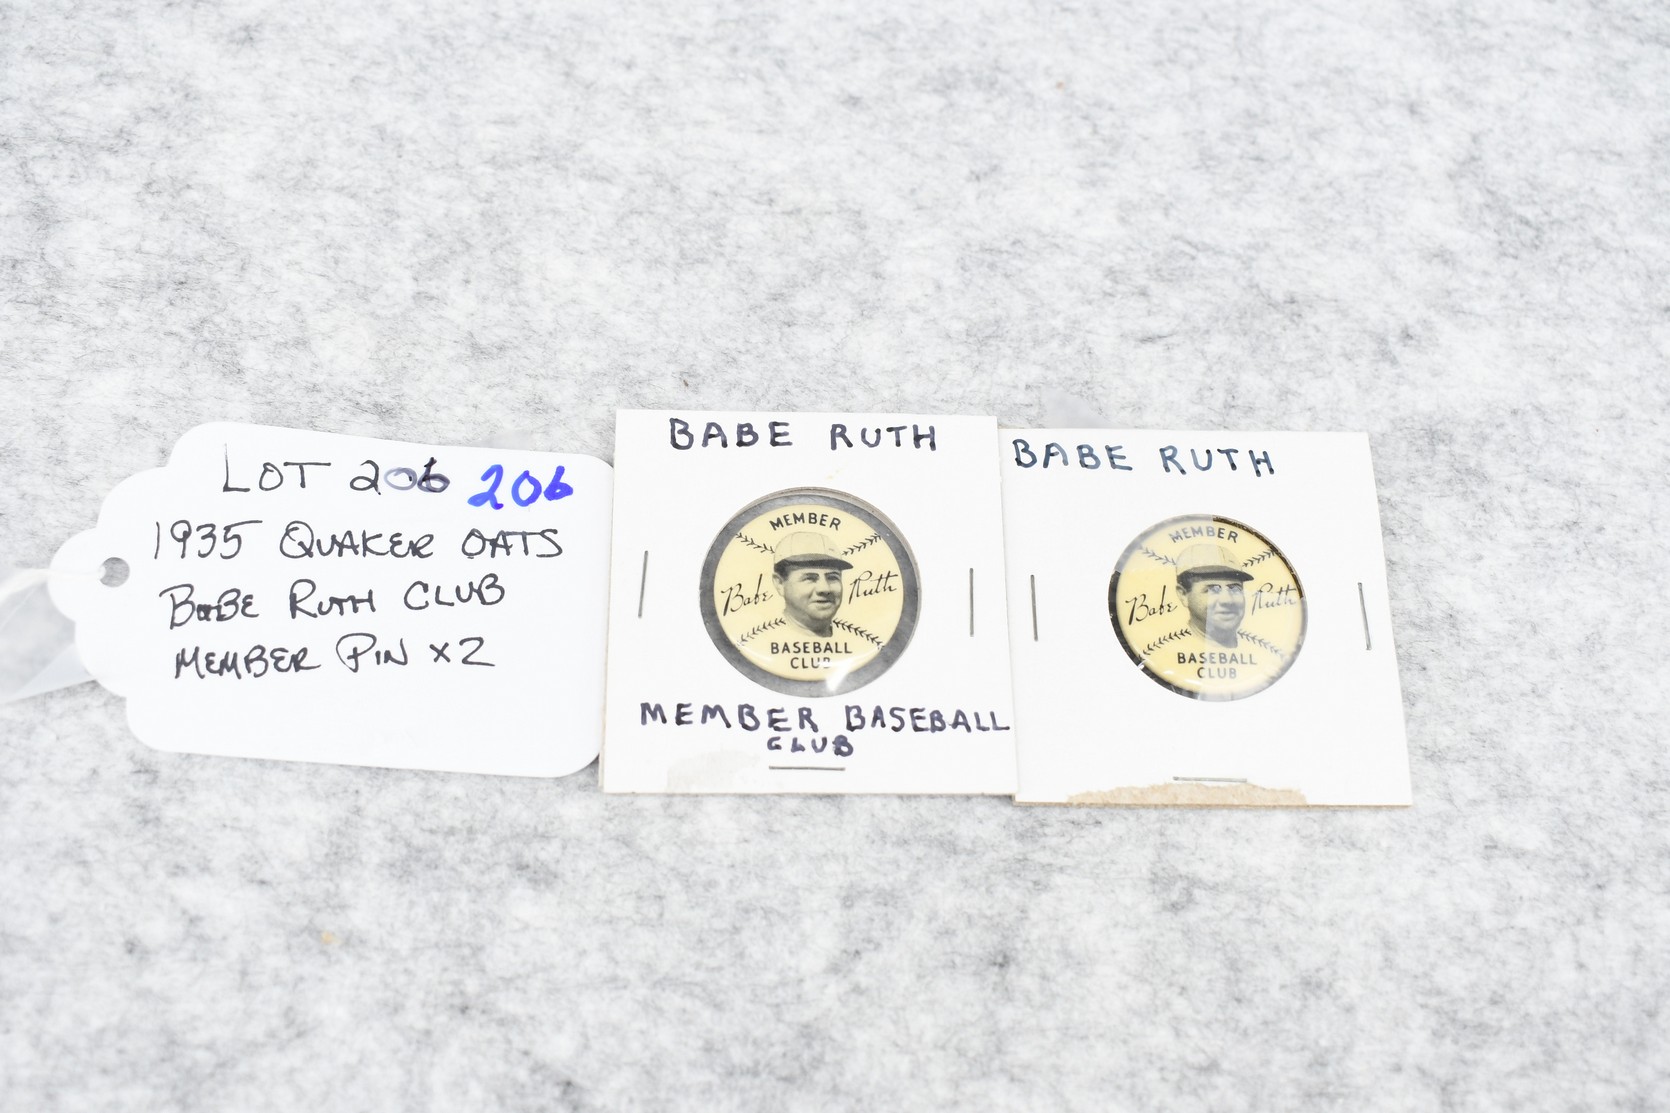 LOT 206 206
1935 QUAKER OATS
BABE RUTH CLUB
MEMBER PIN x2
BABE RUTH
MEMBER
Babe Ruth
BASEBALL
CLUB
MEMBER BASEBALL
CLUB
BABE RUTH
MEMBER
Babe Ruth
BASEBALL
CLUB